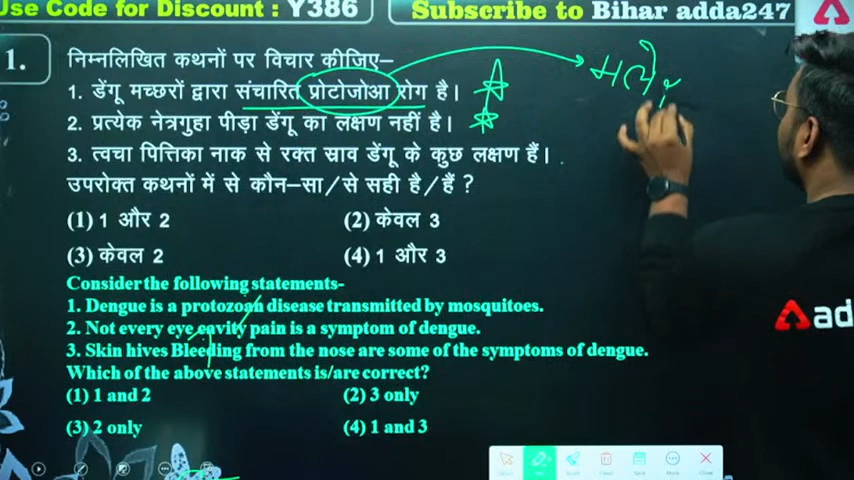 Use Code for Discount : Y386
Subscribe to Bihar adda247
1.
निम्नलिखित कथनों पर विचार कीजिए–
1. डेंगू मच्छरों द्वारा संचारित प्रोटोजोआ रोग है।
2. प्रत्येक नेत्रगुहा पीड़ा डेंगू का लक्षण नहीं है।
3. त्वचा पित्तिका नाक से रक्त स्राव डेंगू के कुछ लक्षण हैं।
उपरोक्त कथनों में से कौन–सा/से सही है/हैं ?
(1) 1 और 2
(2) केवल 3
(3) केवल 2
(4) 1 और 3
Consider the following statements-
1. Dengue is a protozoan disease transmitted by mosquitoes.
2. Not every eye cavity pain is a symptom of dengue.
3. Skin hives Bleeding from the nose are some of the symptoms of dengue.
Which of the above statements is/are correct?
(1) 1 and 2
(2) 3 only
(3) 2 only
(4) 1 and 3
ad